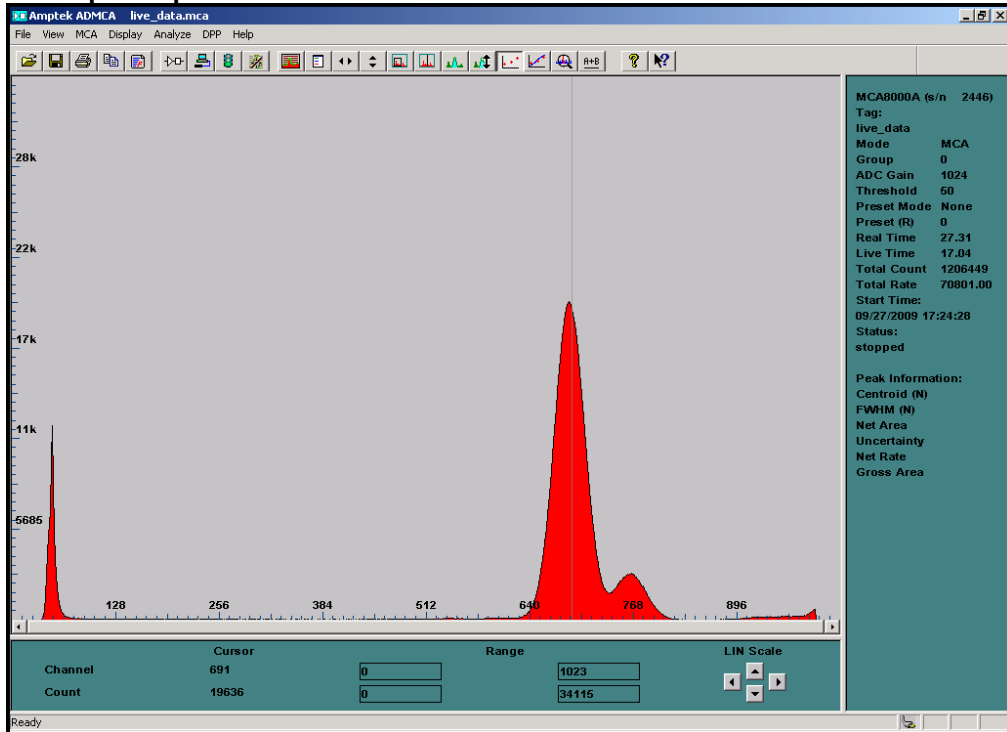 Amptek ADMCA live_data.mca
File View MCA Display Analyze DPP Help
A+B
28k
22k
17k
11k
5685
128 256 384 512 640 768 896
MCA8000A (s/n 2446)
Tag:
live_data
Mode MCA
Group 0
ADC Gain 1024
Threshold 50
Preset Mode None
Preset (R) 0
Real Time 27.31
Live Time 17.04
Total Count 1206449
Total Rate 70801.00
Start Time:
09/27/2009 17:24:28
Status:
stopped
Peak Information:
Centroid (N)
FWHM (N)
Net Area
Uncertainty
Net Rate
Gross Area
Cursor Range LIN Scale
Channel 691 0 1023
Count 19636 0 34115
Ready